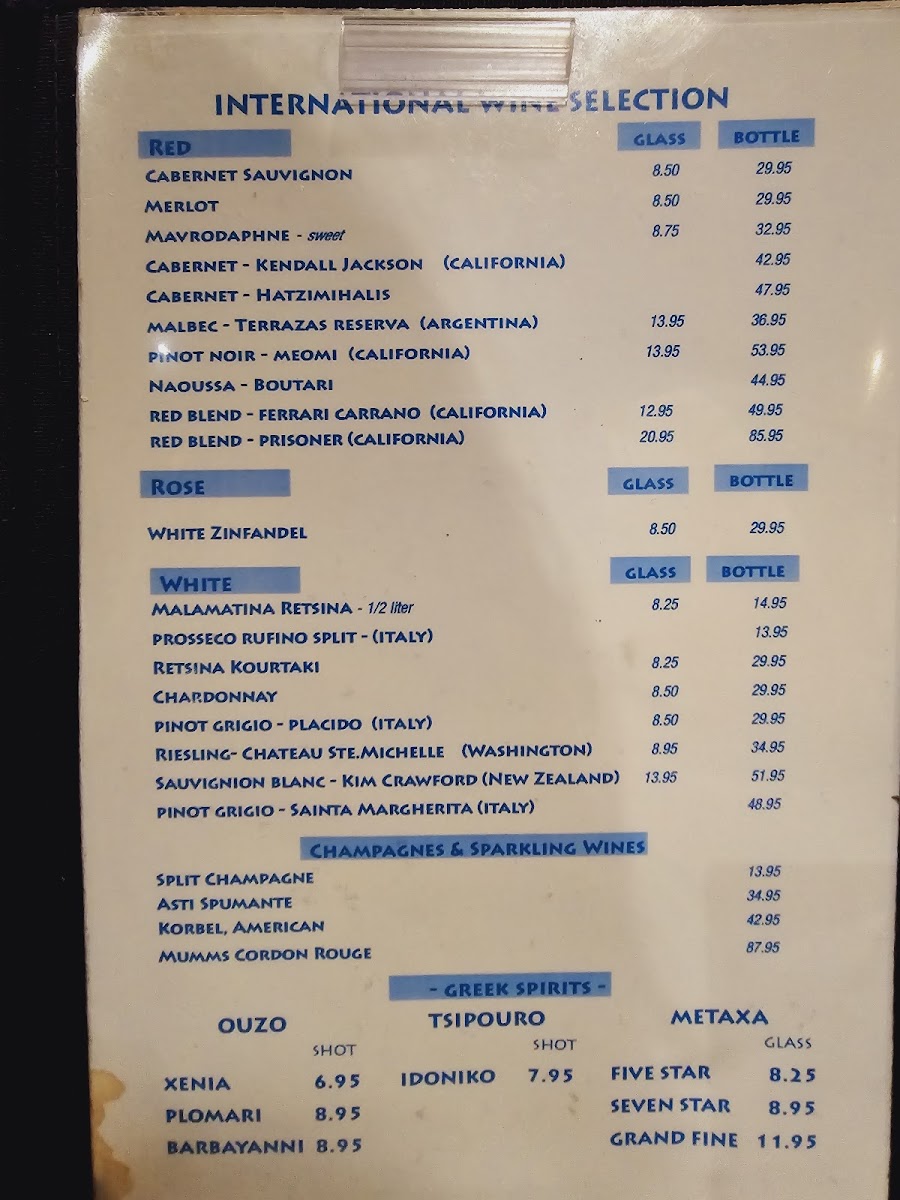 INTERNATIONAL WINE SELECTION
RED GLASS BOTTLE
CABERNET SAUVIGNON 8.50 29.95
MERLOT 8.50 29.95
MAVRODAPHNE - sweet 8.75 32.95
CABERNET - KENDALL JACKSON (CALIFORNIA) 42.95
CABERNET - HATZIMIHALIS 47.95
MALBEC - TERRAZAS RESERVA (ARGENTINA) 13.95 36.95
PINOT NOIR - MEOMI (CALIFORNIA) 13.95 53.95
NAOUSSA - BOUTARI 44.95
RED BLEND - FERRARI CARRANO (CALIFORNIA) 12.95 49.95
RED BLEND - PRISONER (CALIFORNIA) 20.95 85.95
ROSE GLASS BOTTLE
WHITE ZINFANDEL 8.50 29.95
WHITE GLASS BOTTLE
MALAMATINA RETSINA - 1/2 liter 8.25 14.95
PROSSECO RUFINO SPLIT - (ITALY) 13.95
RETSINA KOURTAKI 8.25 29.95
CHARDONNAY 8.50 29.95
PINOT GRIGIO - PLACIDO (ITALY) 8.50 29.95
RIESLING- CHATEAU STE.MICHELLE (WASHINGTON) 8.95 34.95
SAUVIGNION BLANC - KIM CRAWFORD (NEW ZEALAND) 13.95 51.95
PINOT GRIGIO - SAINTA MARGHERITA (ITALY) 48.95
CHAMPAGNES & SPARKLING WINES
SPLIT CHAMPAGNE 13.95
ASTI SPUMANTE 34.95
KORBEL, AMERICAN 42.95
MUMMS CORDON ROUGE 87.95
- GREEK SPIRITS -
OUZO TSIPOURO METAXA
SHOT SHOT GLASS
XENIA 6.95 IDONIKO 7.95 FIVE STAR 8.25
PLOMARI 8.95 SEVEN STAR 8.95
BARBAYANNI 8.95 GRAND FINE 11.95